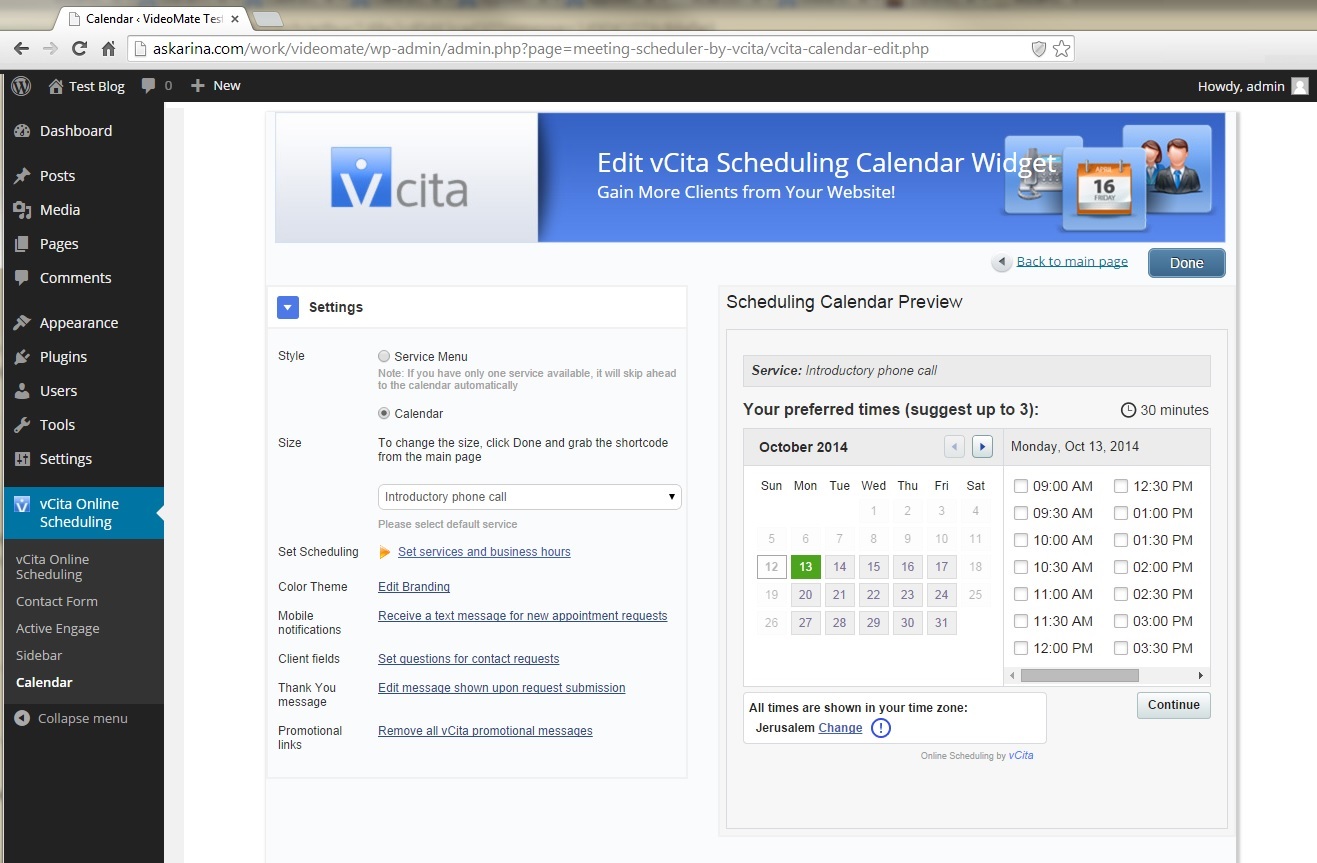 Calendar ‹ VideoMate Test
askarina.com/work/videomate/wp-admin/admin.php?page=meeting-scheduler-by-vcita/vcita-calendar-edit.php
Test Blog 0 New
Howdy, admin
Dashboard
Posts
Media
Pages
Comments
Appearance
Plugins
Users
Tools
Settings
vCita Online
Scheduling
vCita Online
Scheduling
Contact Form
Active Engage
Sidebar
Calendar
Collapse menu
vcita
Edit vCita Scheduling Calendar Widget
Gain More Clients from Your Website!
APRIL
16
FRIDAY
Back to main page
Done
Settings
Style
Service Menu
Note: If you have only one service available, it will skip ahead
to the calendar automatically
Calendar
Size
To change the size, click Done and grab the shortcode
from the main page
Introductory phone call
Please select default service
Set Scheduling
Set services and business hours
Color Theme
Edit Branding
Mobile
notifications
Receive a text message for new appointment requests
Client fields
Set questions for contact requests
Thank You
message
Edit message shown upon request submission
Promotional
links
Remove all vCita promotional messages
Scheduling Calendar Preview
Service: Introductory phone call
Your preferred times (suggest up to 3):
30 minutes
October 2014
Sun Mon Tue Wed Thu Fri Sat
1 2 3 4
5 6 7 8 9 10 11
12 13 14 15 16 17 18
19 20 21 22 23 24 25
26 27 28 29 30 31
Monday, Oct 13, 2014
09:00 AM 12:30 PM
09:30 AM 01:00 PM
10:00 AM 01:30 PM
10:30 AM 02:00 PM
11:00 AM 02:30 PM
11:30 AM 03:00 PM
12:00 PM 03:30 PM
All times are shown in your time zone:
Jerusalem Change !
Continue
Online Scheduling by vCita